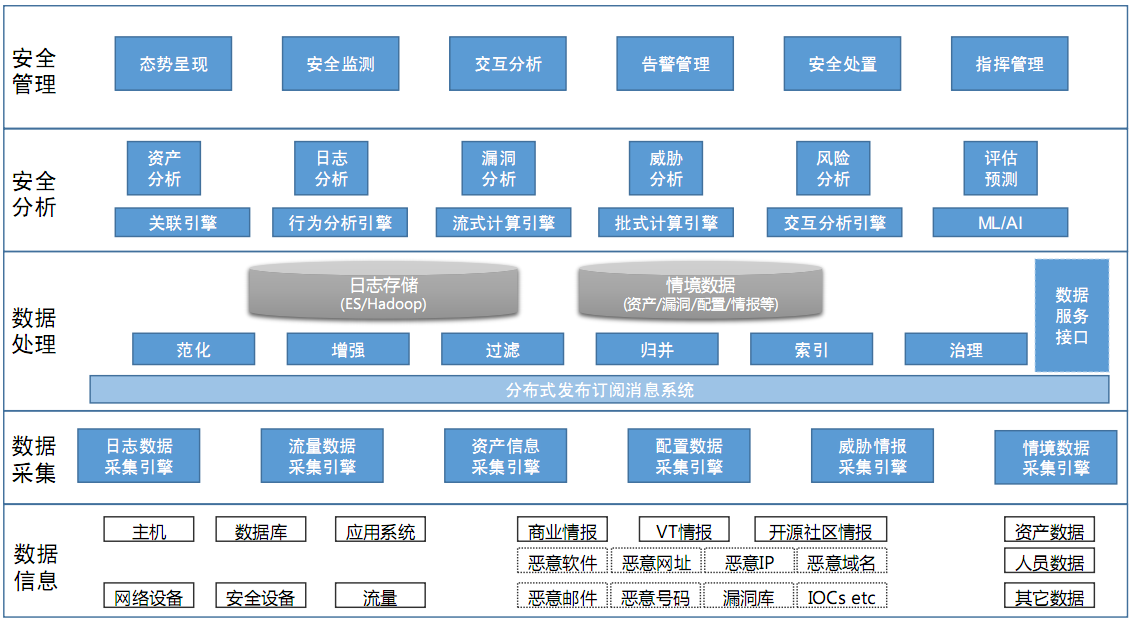 安全
管理
态势呈现
安全监测
交互分析
告警管理
安全处置
指挥管理
安全
分析
资产
分析
日志
分析
漏洞
分析
威胁
分析
风险
分析
评估
预测
关联引擎
行为分析引擎
流式计算引擎
批式计算引擎
交互分析引擎
ML/AI
数据
处理
日志存储
(ES/Hadoop)
情境数据
(资产/漏洞/配置/情报等)
数据
服务
接口
范化
增强
过滤
归并
索引
治理
分布式发布订阅消息系统
数据
采集
日志数据
采集引擎
流量数据
采集引擎
资产信息
采集引擎
配置数据
采集引擎
威胁情报
采集引擎
情境数据
采集引擎
数据
信息
主机
数据库
应用系统
商业情报
VT情报
开源社区情报
资产数据
恶意软件
恶意网址
恶意IP
恶意域名
人员数据
网络设备
安全设备
流量
恶意邮件
恶意号码
漏洞库
IOCs etc
其它数据